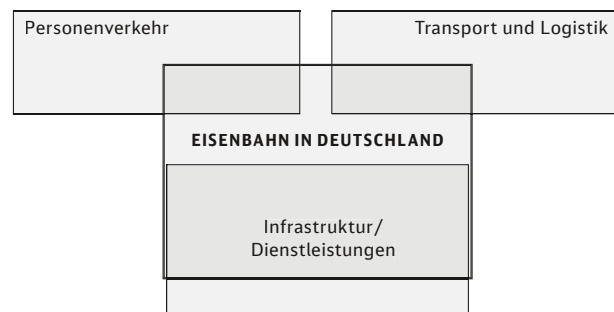 Personenverkehr
Transport und Logistik
EISENBAHN IN DEUTSCHLAND
Infrastruktur/
Dienstleistungen